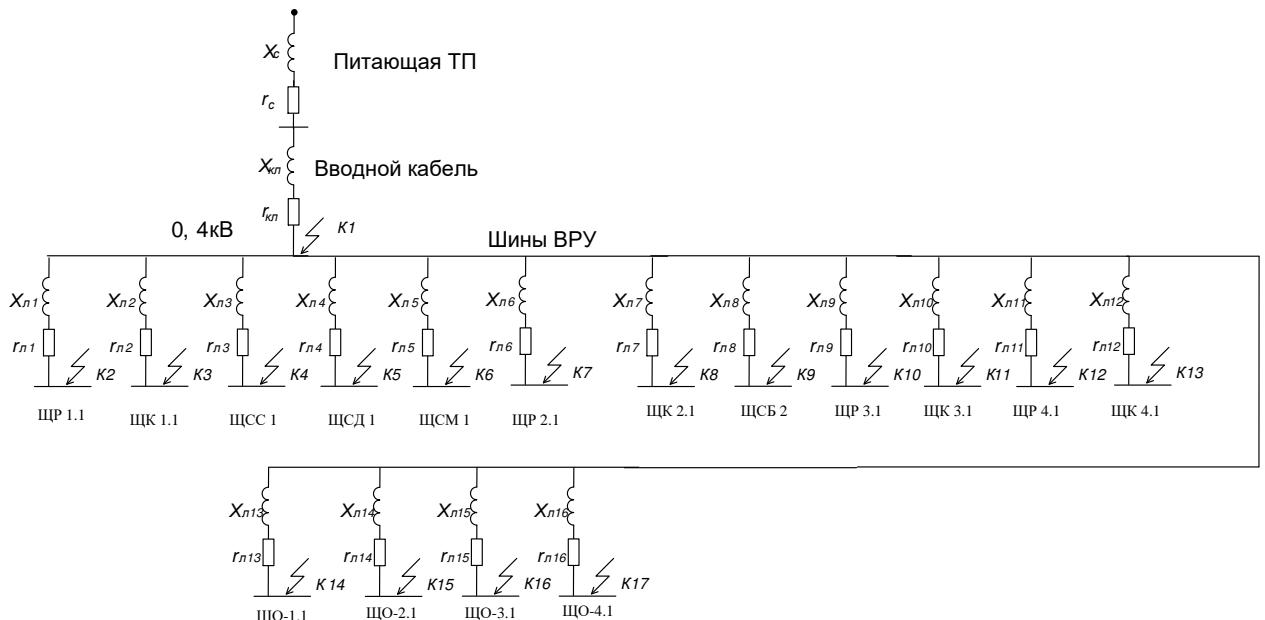 Xс
Питающая ТП
rс
Xкл
Вводной кабель
rкл
0, 4кВ
К1
Шины ВРУ
Xл1
Xл2
Xл3
Xл4
Xл5
Xл6
Xл7
Xл8
Xл9
Xл10
Xл11
Xл12
rл1
rл2
rл3
rл4
rл5
rл6
rл7
rл8
rл9
rл10
rл11
rл12
К2
К3
К4
К5
К6
К7
К8
К9
К10
К11
К12
К13
ЩР 1.1
ЩК 1.1
ЩСС 1
ЩСД 1
ЩСМ 1
ЩР 2.1
ЩК 2.1
ЩСБ 2
ЩР 3.1
ЩК 3.1
ЩР 4.1
ЩК 4.1
Xл13
Xл14
Xл15
Xл16
rл13
rл14
rл15
rл16
К14
К15
К16
К17
ЩО-1.1
ЩО-2.1
ЩО-3.1
ЩО-4.1